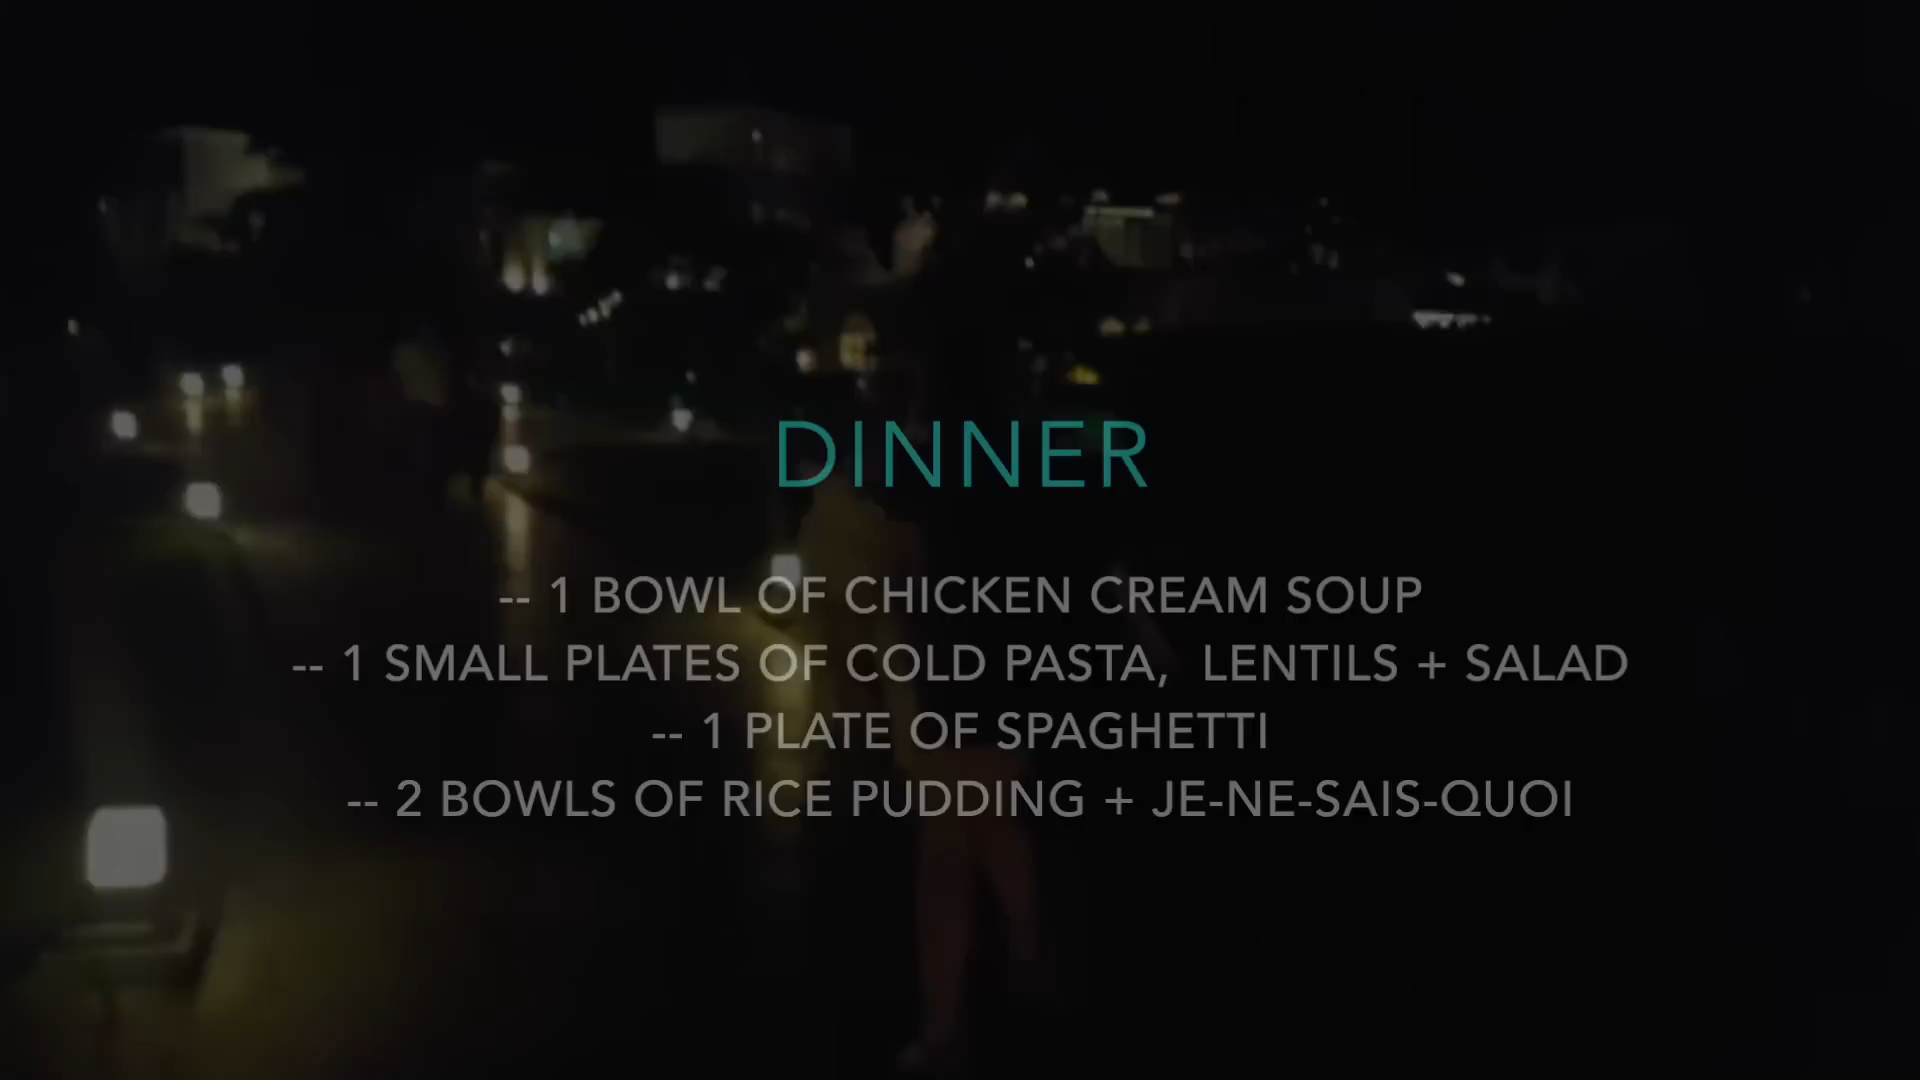 DINNER
-- 1 BOWL OF CHICKEN CREAM SOUP
-- 1 SMALL PLATES OF COLD PASTA,  LENTILS + SALAD
-- 1 PLATE OF SPAGHETTI
-- 2 BOWLS OF RICE PUDDING + JE-NE-SAIS-QUOI